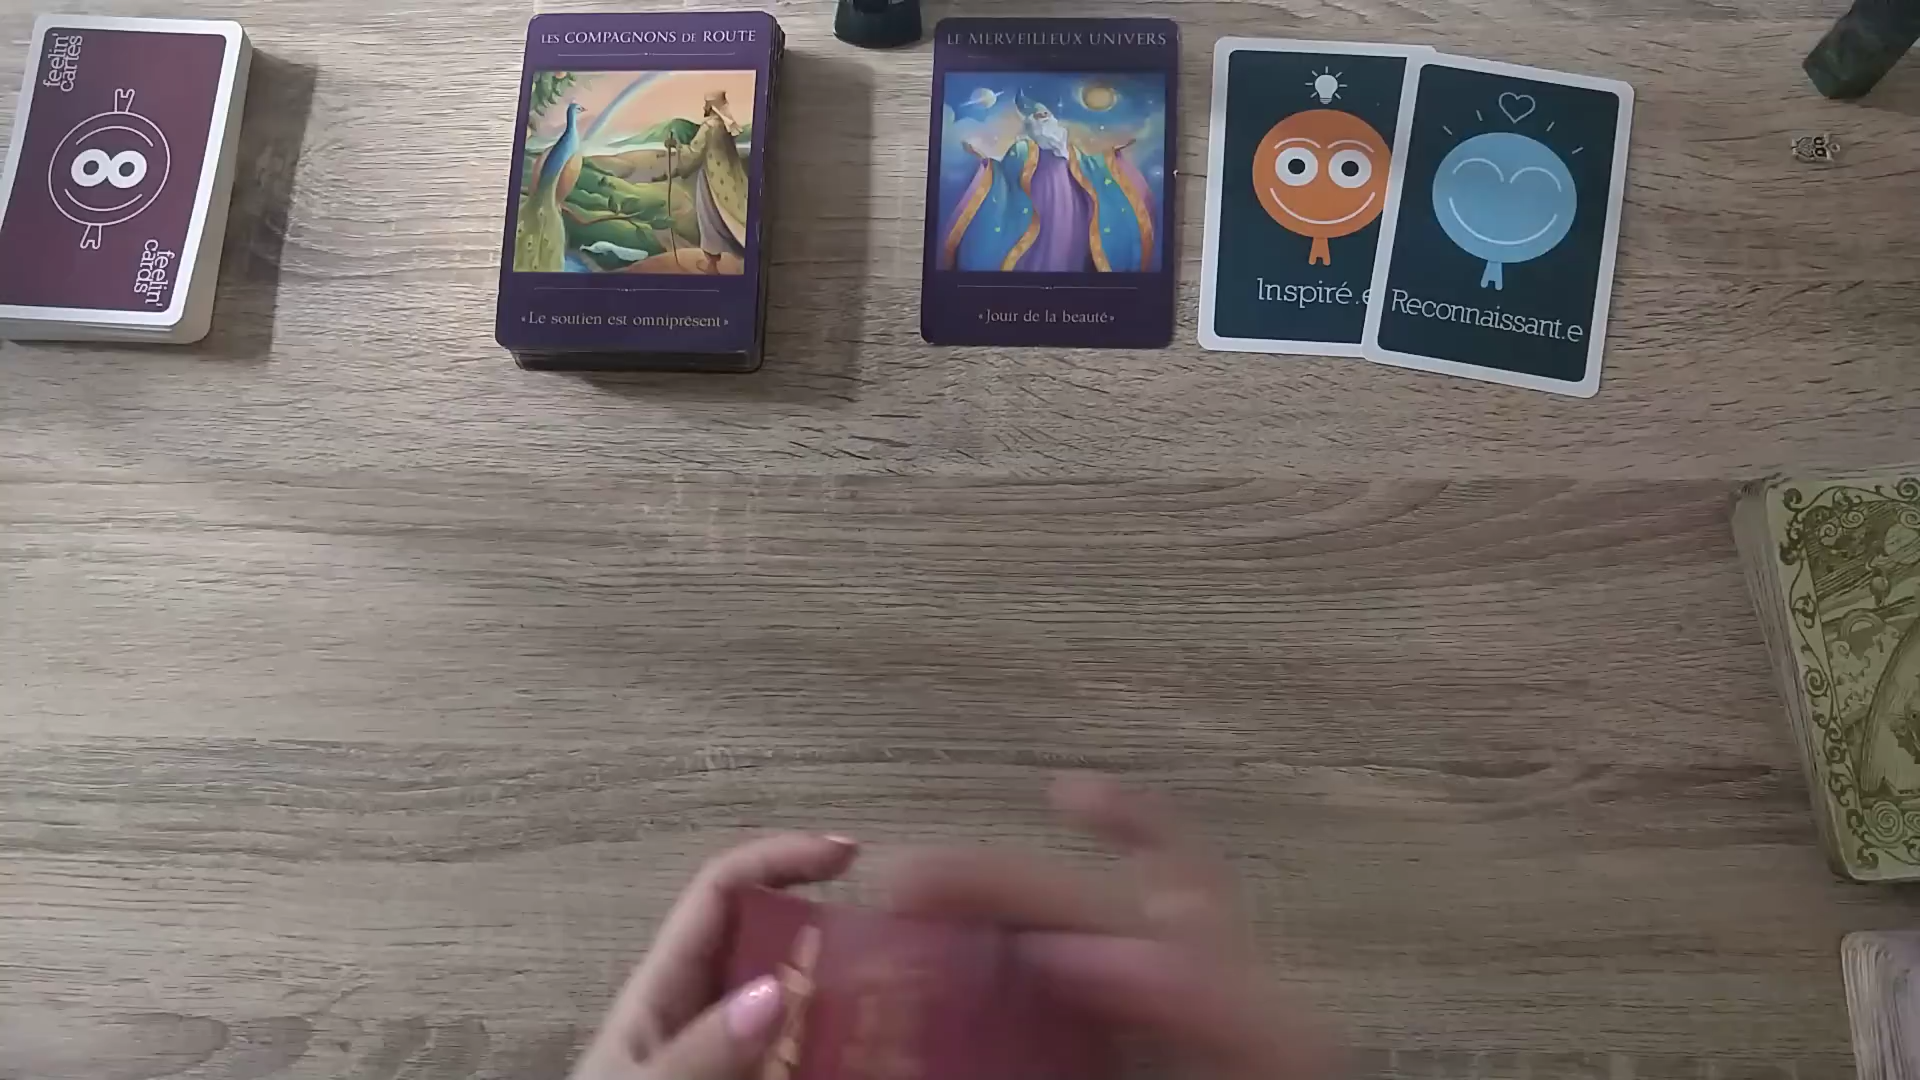 feelin'
cartes
feelin'
cards
LES COMPAGNONS DE ROUTE
«Le soutien est omniprésent»
LE MERVEILLEUX UNIVERS
«Jouir de la beauté»
Inspiré.e
Reconnaissant.e